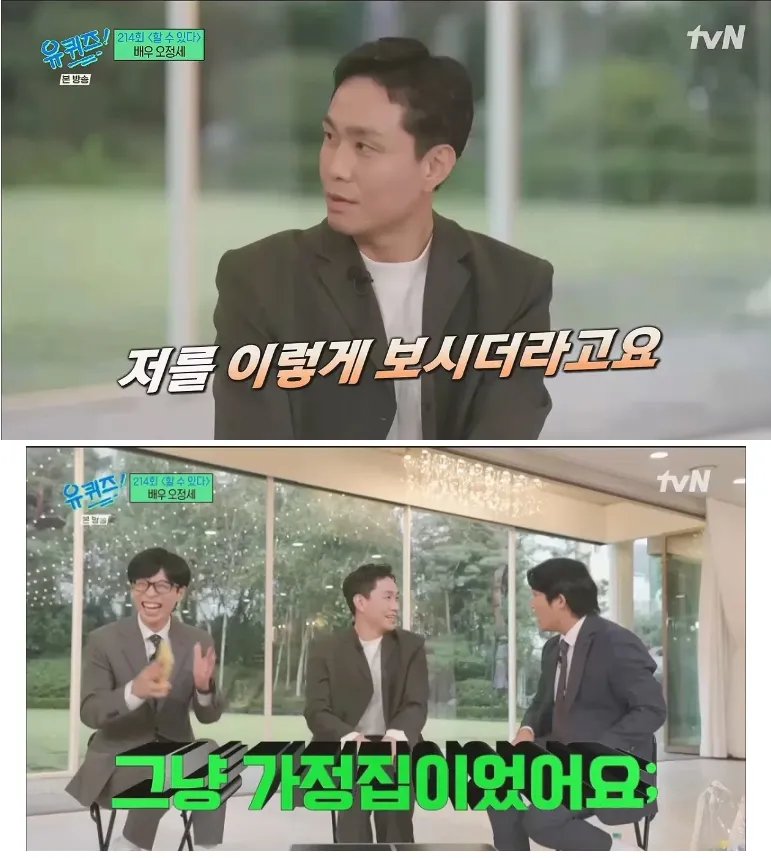 유퀴즈!
본 방송
214회 <할 수 있다>
배우 오정세
tvN
저를 이렇게 보시더라고요
유퀴즈!
본 방송
214회 <할 수 있다>
배우 오정세
tvN
그냥 가정집이었어요;